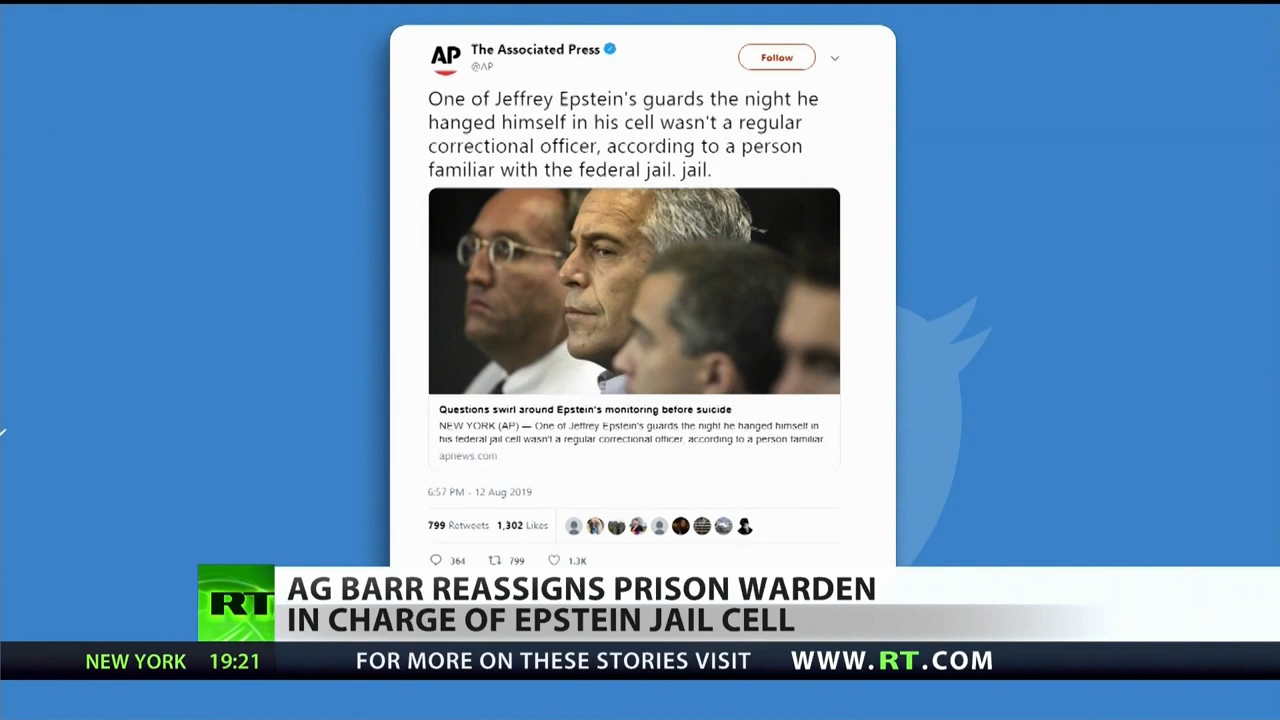 AP The Associated Press
@AP
Follow
One of Jeffrey Epstein's guards the night he
hanged himself in his cell wasn't a regular
correctional officer, according to a person
familiar with the federal jail. jail.
Questions swirl around Epstein's monitoring before suicide
NEW YORK (AP) — One of Jeffrey Epstein's guards the night he hanged himself in
his federal jail cell wasn't a regular correctional officer, according to a person familiar
apnews.com
6:57 PM - 12 Aug 2019
799 Retweets 1,302 Likes
364 799 1.3K
RT
AG BARR REASSIGNS PRISON WARDEN
IN CHARGE OF EPSTEIN JAIL CELL
NEW YORK 19:21 FOR MORE ON THESE STORIES VISIT WWW.RT.COM